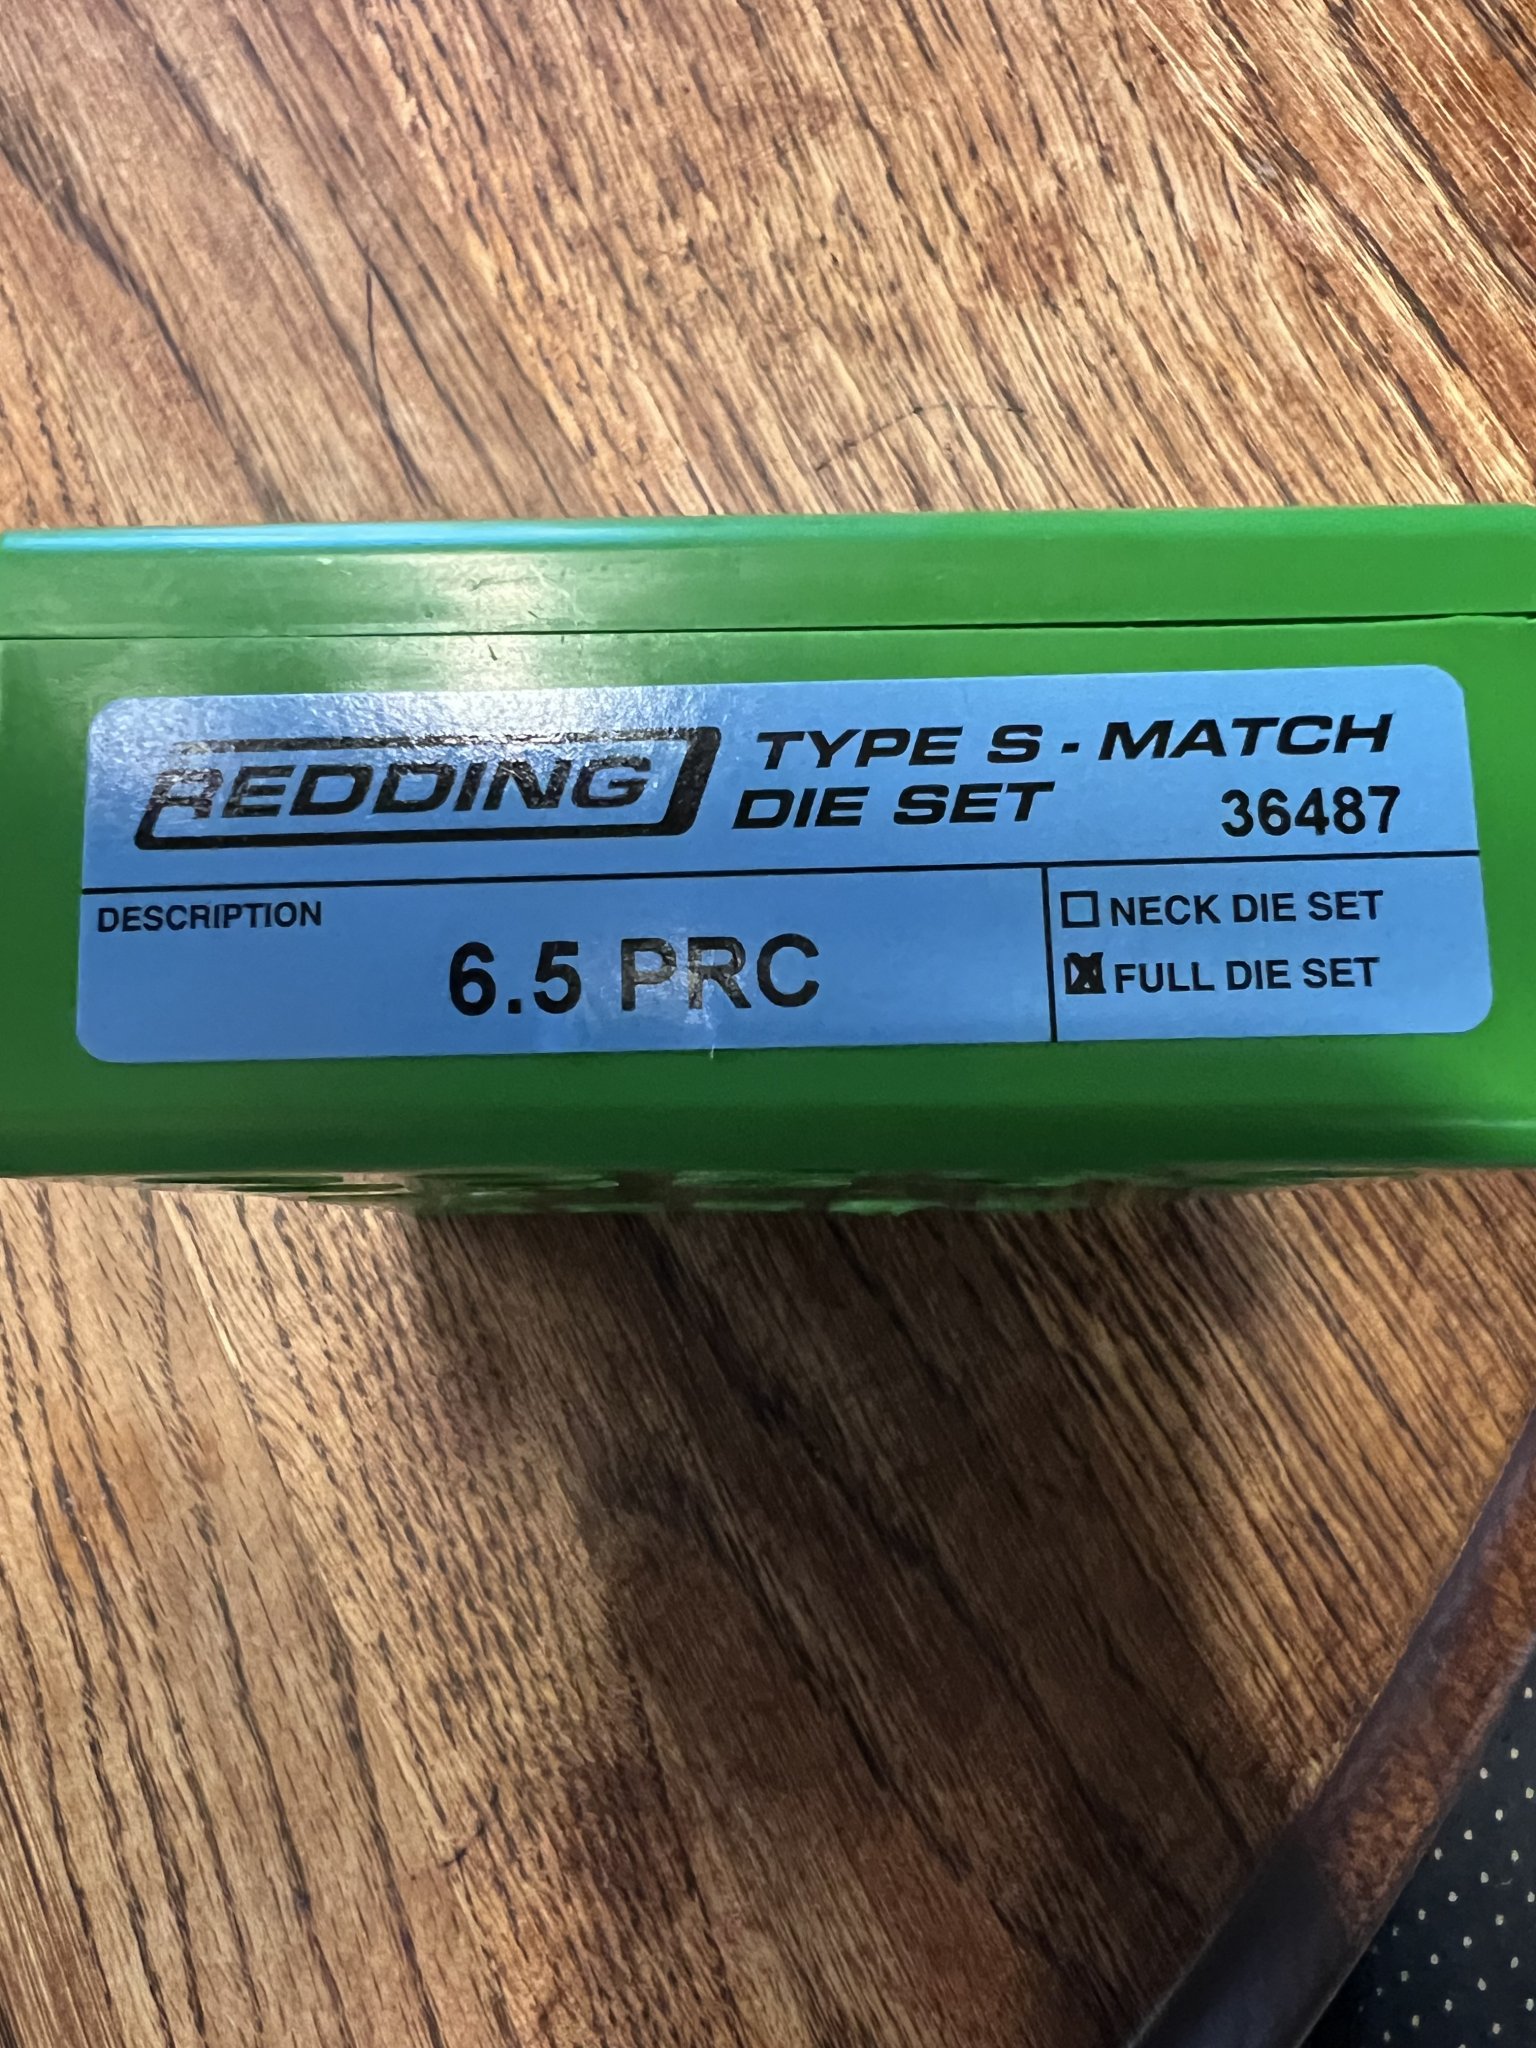 REDDING
TYPE S - MATCH
DIE SET 36487
DESCRIPTION
6.5 PRC
NECK DIE SET
FULL DIE SET